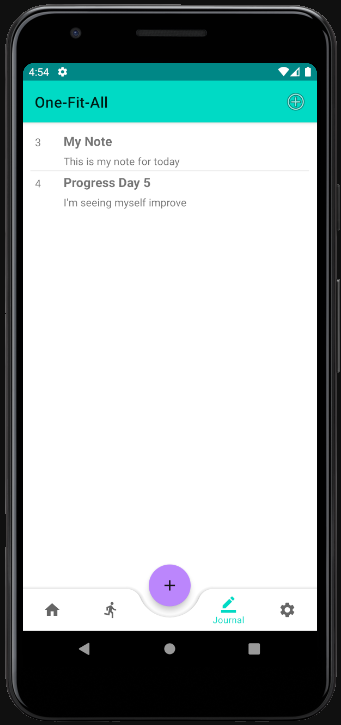 4:54
One-Fit-All
3 My Note
This is my note for today
4 Progress Day 5
I'm seeing myself improve
Journal